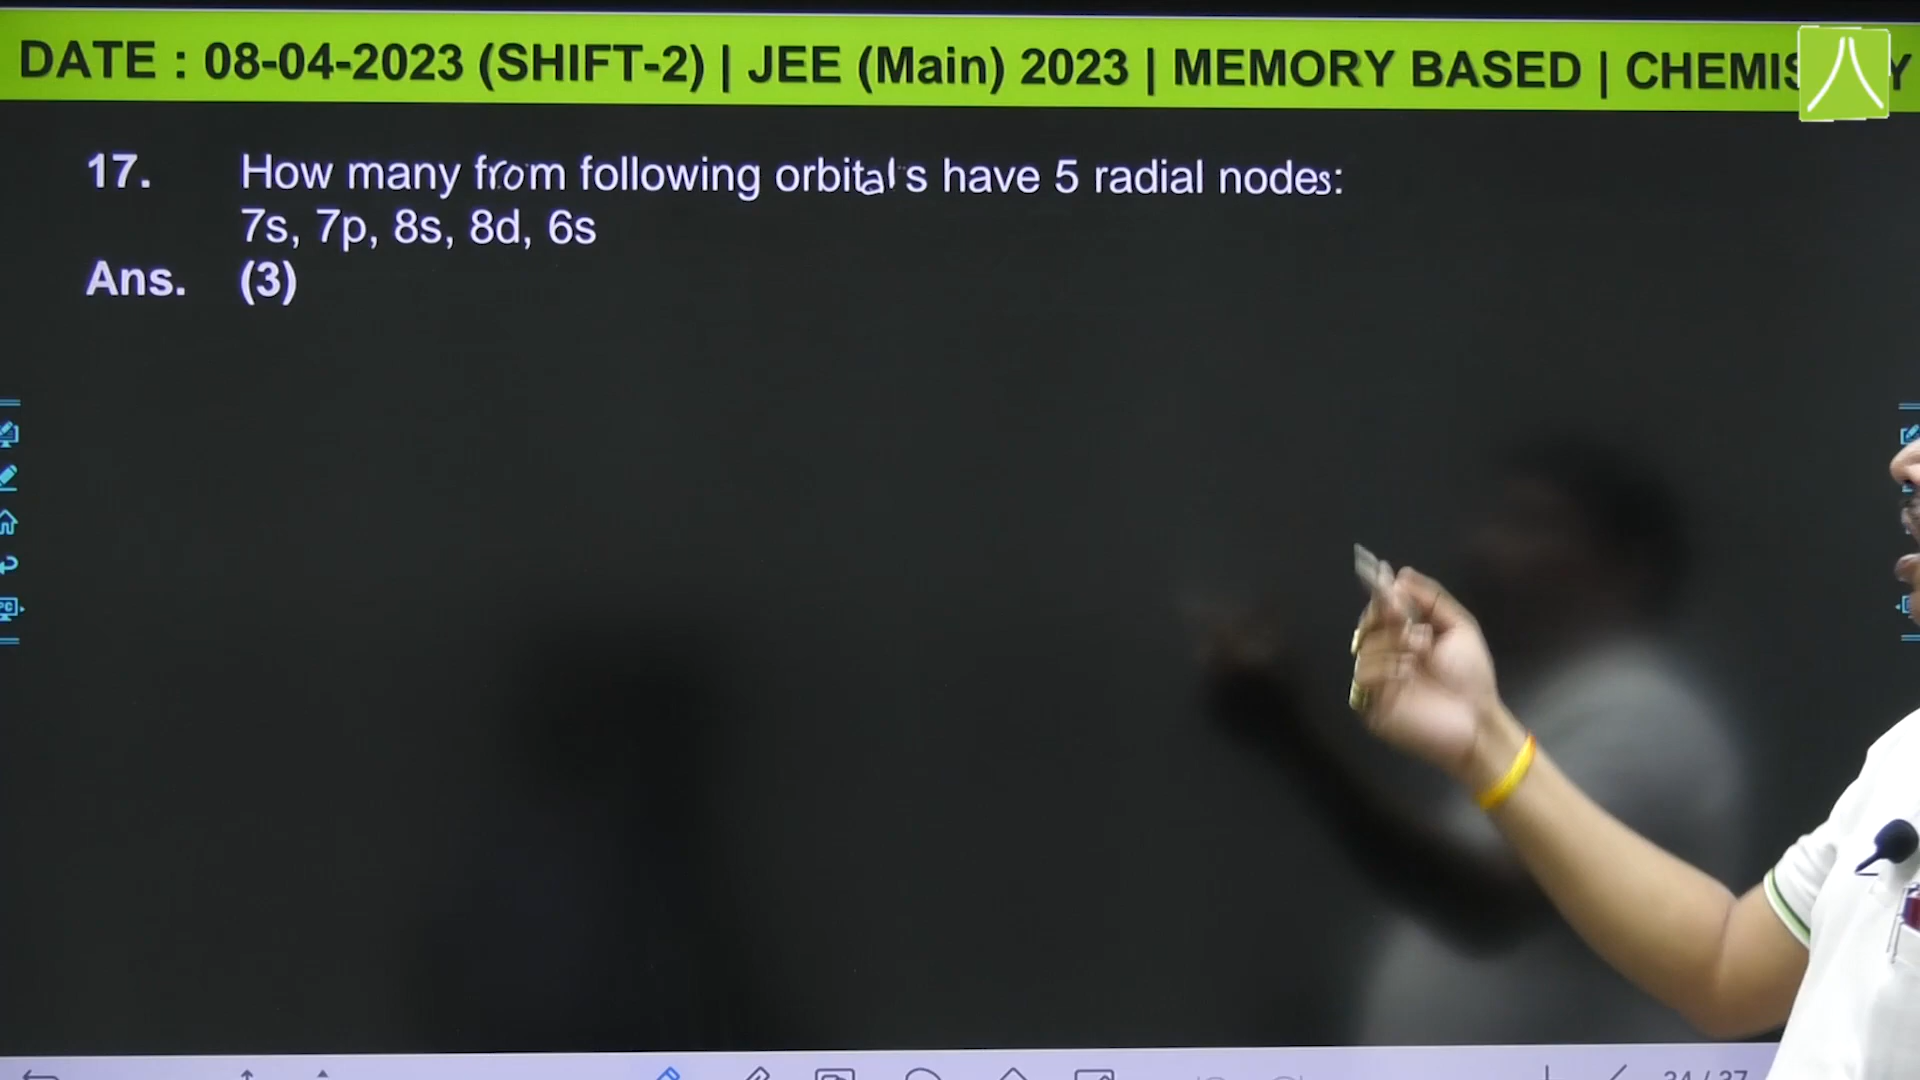 DATE : 08-04-2023 (SHIFT-2) | JEE (Main) 2023 | MEMORY BASED |
17. How many from following orbitals have 5 radial nodes:
7s, 7p, 8s, 8d, 6s
Ans. (3)